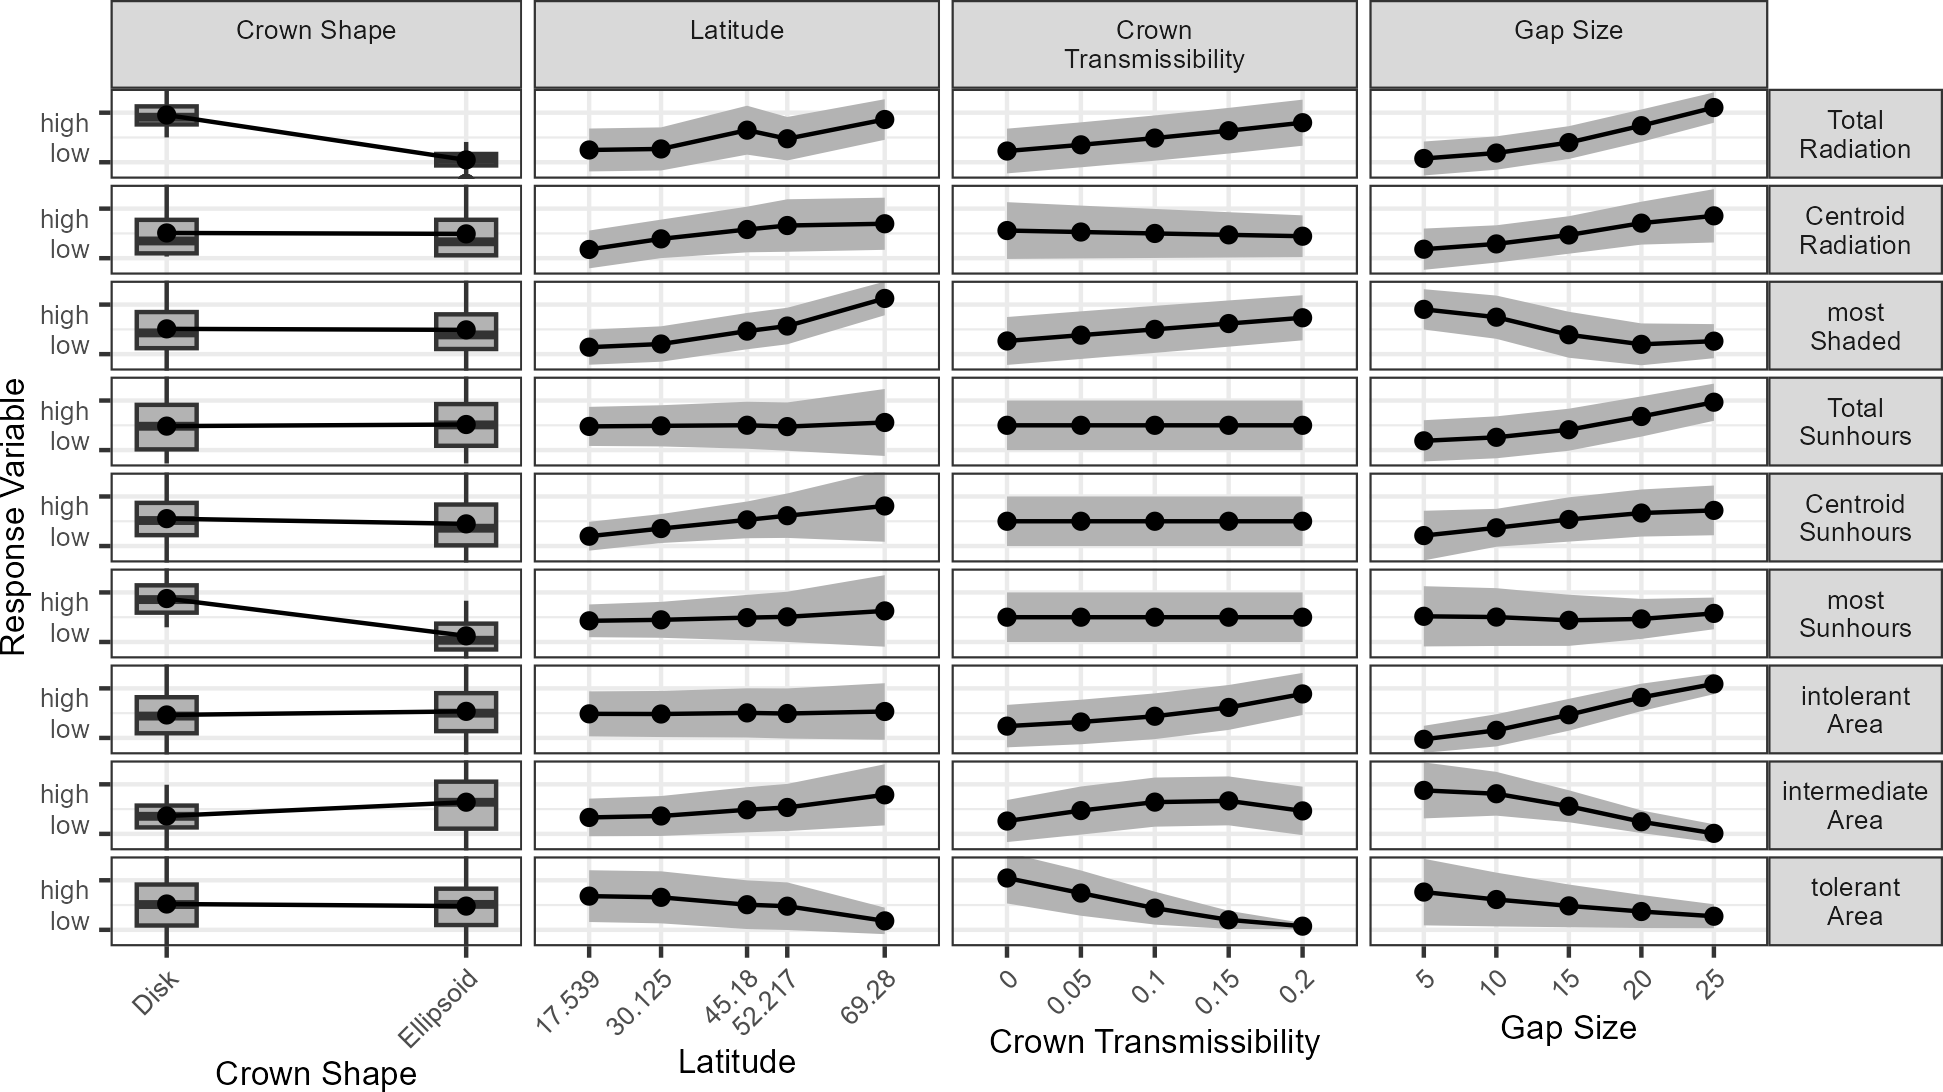 Crown Shape
Latitude
Crown
Transmissibility
Gap Size
Response Variable
high
low
Total
Radiation
high
low
Centroid
Radiation
high
low
most
Shaded
high
low
Total
Sunhours
high
low
Centroid
Sunhours
high
low
most
Sunhours
high
low
intolerant
Area
high
low
intermediate
Area
high
low
tolerant
Area
Disk
Ellipsoid
17.539
30.125
45.18
52.217
69.28
0
0.05
0.1
0.15
0.2
5
10
15
20
25
Crown Shape
Latitude
Crown Transmissibility
Gap Size